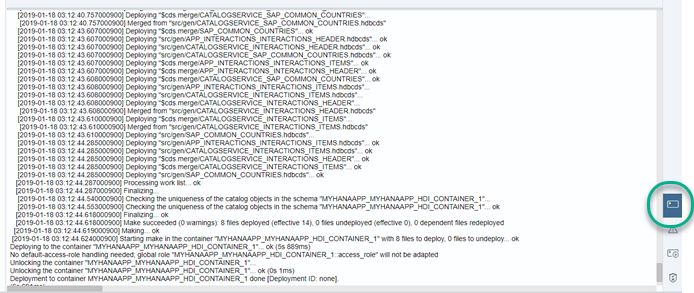 [2019-01-18 03:12:40.757000900] Deploying "$cds.merge/CATALOGSERVICE_SAP_COMMON_COUNTRIES"...
[2019-01-18 03:12:40.757000900] Merged from "src/gen/CATALOGSERVICE_SAP_COMMON_COUNTRIES.hdbcds"
[2019-01-18 03:12:43.607000900] Deploying "$cds.merge/SAP_COMMON_COUNTRIES"... ok
[2019-01-18 03:12:43.607000900] Deploying "src/gen/APP_INTERACTIONS_INTERACTIONS_HEADER.hdbcds"... ok
[2019-01-18 03:12:43.607000900] Deploying "src/gen/CATALOGSERVICE_INTERACTIONS_HEADER.hdbcds"... ok
[2019-01-18 03:12:43.607000900] Deploying "src/gen/CATALOGSERVICE_SAP_COMMON_COUNTRIES.hdbcds"... ok
[2019-01-18 03:12:43.607000900] Deploying "$cds.merge/APP_INTERACTIONS_INTERACTIONS_ITEMS"... ok
[2019-01-18 03:12:43.608000900] Deploying "$cds.merge/APP_INTERACTIONS_INTERACTIONS_HEADER"... ok
[2019-01-18 03:12:43.608000900] Deploying "$cds.merge/CATALOGSERVICE_SAP_COMMON_COUNTRIES"... ok
[2019-01-18 03:12:43.608000900] Deploying "src/gen/APP_INTERACTIONS_INTERACTIONS_ITEMS.hdbcds"...
[2019-01-18 03:12:43.608000900] Deploying "src/gen/CATALOGSERVICE_INTERACTIONS_ITEMS.hdbcds"...
[2019-01-18 03:12:43.608000900] Deploying "$cds.merge/CATALOGSERVICE_INTERACTIONS_HEADER"...
[2019-01-18 03:12:43.608000900] Merged from "src/gen/CATALOGSERVICE_INTERACTIONS_HEADER.hdbcds"
[2019-01-18 03:12:43.610000900] Deploying "$cds.merge/CATALOGSERVICE_INTERACTIONS_ITEMS"...
[2019-01-18 03:12:43.610000900] Merged from "src/gen/CATALOGSERVICE_INTERACTIONS_ITEMS.hdbcds"
[2019-01-18 03:12:43.610000900] Deploying "src/gen/SAP_COMMON_COUNTRIES.hdbcds"...
[2019-01-18 03:12:44.285000900] Deploying "src/gen/APP_INTERACTIONS_INTERACTIONS_ITEMS.hdbcds"... ok
[2019-01-18 03:12:44.285000900] Deploying "src/gen/CATALOGSERVICE_INTERACTIONS_ITEMS.hdbcds"... ok
[2019-01-18 03:12:44.285000900] Deploying "$cds.merge/CATALOGSERVICE_INTERACTIONS_HEADER"... ok
[2019-01-18 03:12:44.285000900] Deploying "$cds.merge/CATALOGSERVICE_INTERACTIONS_ITEMS"... ok
[2019-01-18 03:12:44.285000900] Deploying "src/gen/SAP_COMMON_COUNTRIES.hdbcds"... ok
[2019-01-18 03:12:44.287000900] Processing work list... ok
[2019-01-18 03:12:44.287000900] Finalizing...
[2019-01-18 03:12:44.540000900] Checking the uniqueness of the catalog objects in the schema "MYHANAAPP_MYHANAAPP_HDI_CONTAINER_1"...
[2019-01-18 03:12:44.553000900] Checking the uniqueness of the catalog objects in the schema "MYHANAAPP_MYHANAAPP_HDI_CONTAINER_1"... ok
[2019-01-18 03:12:44.618000900] Finalizing... ok
[2019-01-18 03:12:44.618000900] Make succeeded (0 warnings): 8 files deployed (effective 14), 0 files undeployed (effective 0), 0 dependent files redeployed
[2019-01-18 03:12:44.619000900] Making... ok
[2019-01-18 03:12:44.624000900] Starting make in the container "MYHANAAPP_MYHANAAPP_HDI_CONTAINER_1" with 8 files to deploy, 0 files to undeploy... ok
Deploying to the container "MYHANAAPP_MYHANAAPP_HDI_CONTAINER_1"... ok (5s 889ms)
No default-access-role handling needed; global role "MYHANAAPP_MYHANAAPP_HDI_CONTAINER_1::access_role" will not be adapted
Unlocking the container "MYHANAAPP_MYHANAAPP_HDI_CONTAINER_1"...
Unlocking the container "MYHANAAPP_MYHANAAPP_HDI_CONTAINER_1"... ok (0s 1ms)
Deployment to container MYHANAAPP_MYHANAAPP_HDI_CONTAINER_1 done [Deployment ID: none].